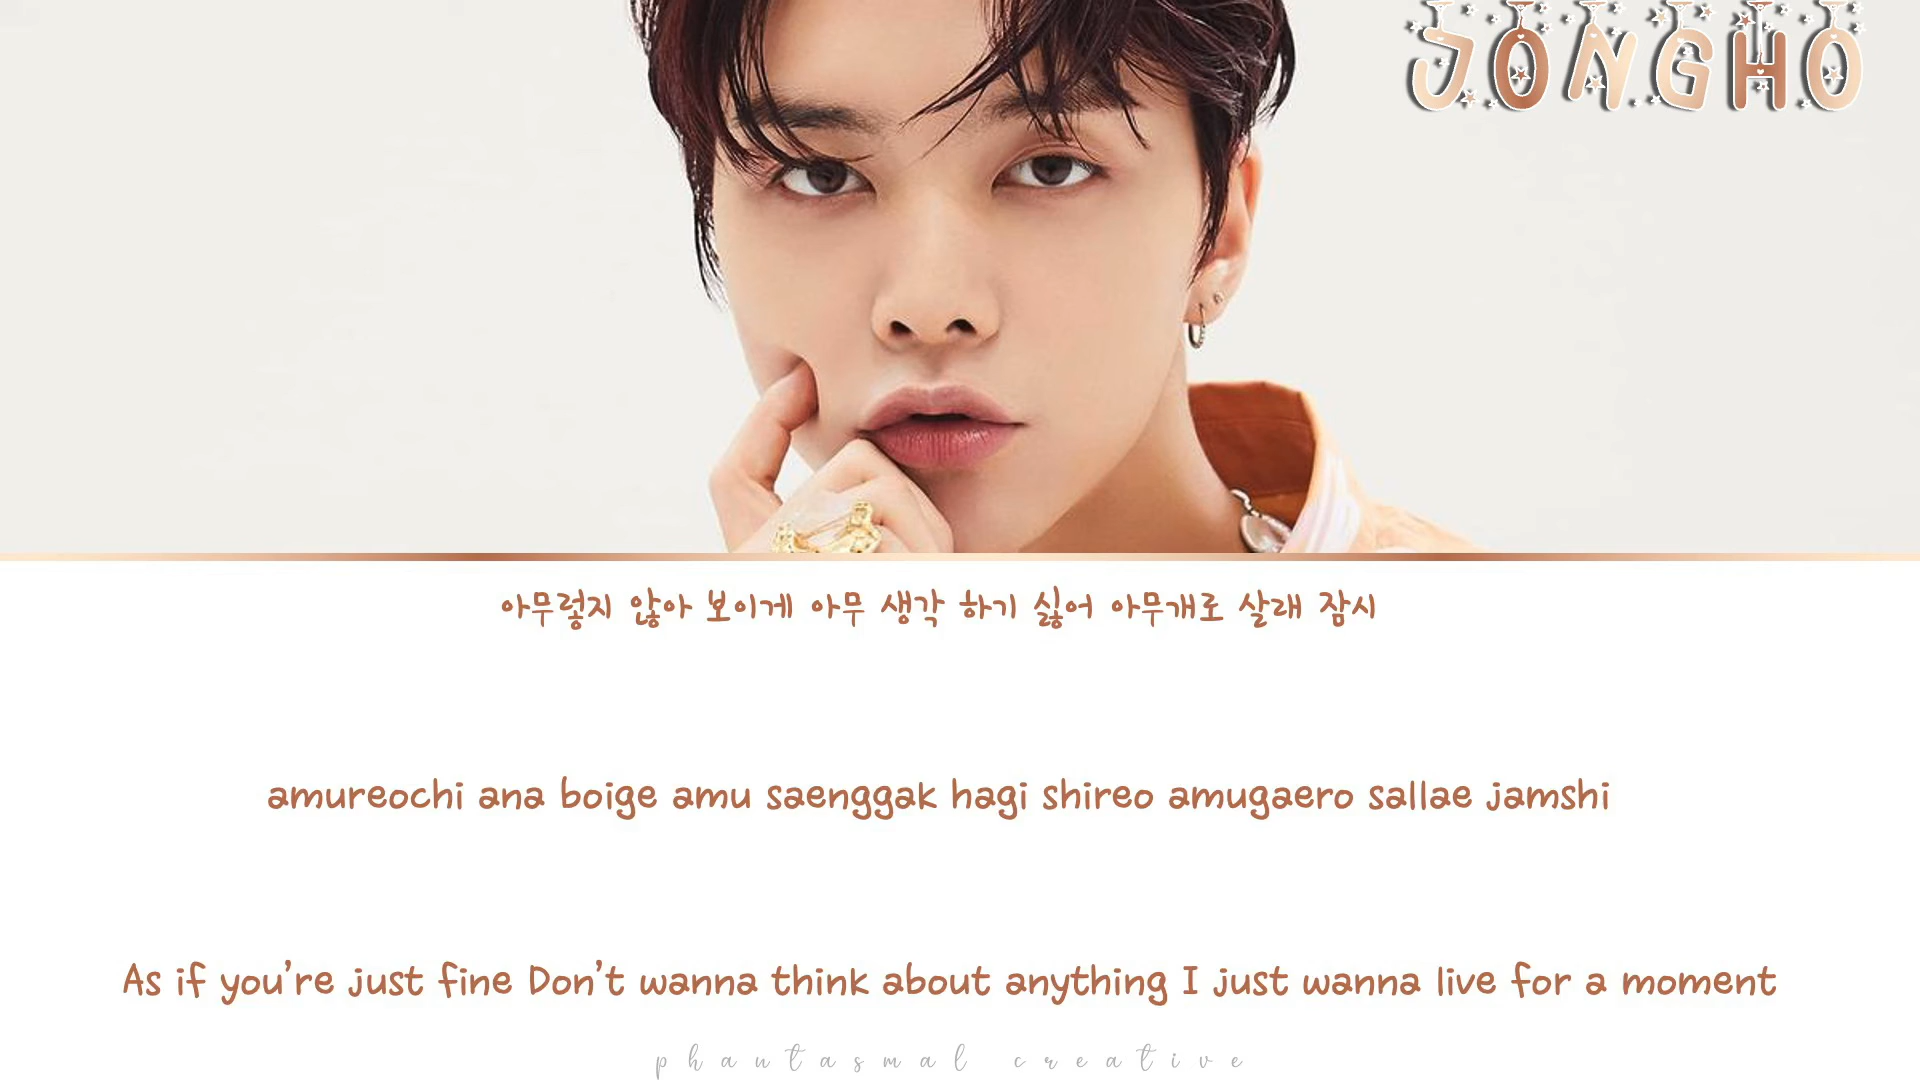 JONGHO
아무렇지 않아 보이게 아무 생각 하기 싫어 아무개로 살래 잠시
amureochi ana boige amu saenggak hagi shireo amugaero sallae jamshi
As if you're just fine Don't wanna think about anything I just wanna live for a moment
phautasmal creative